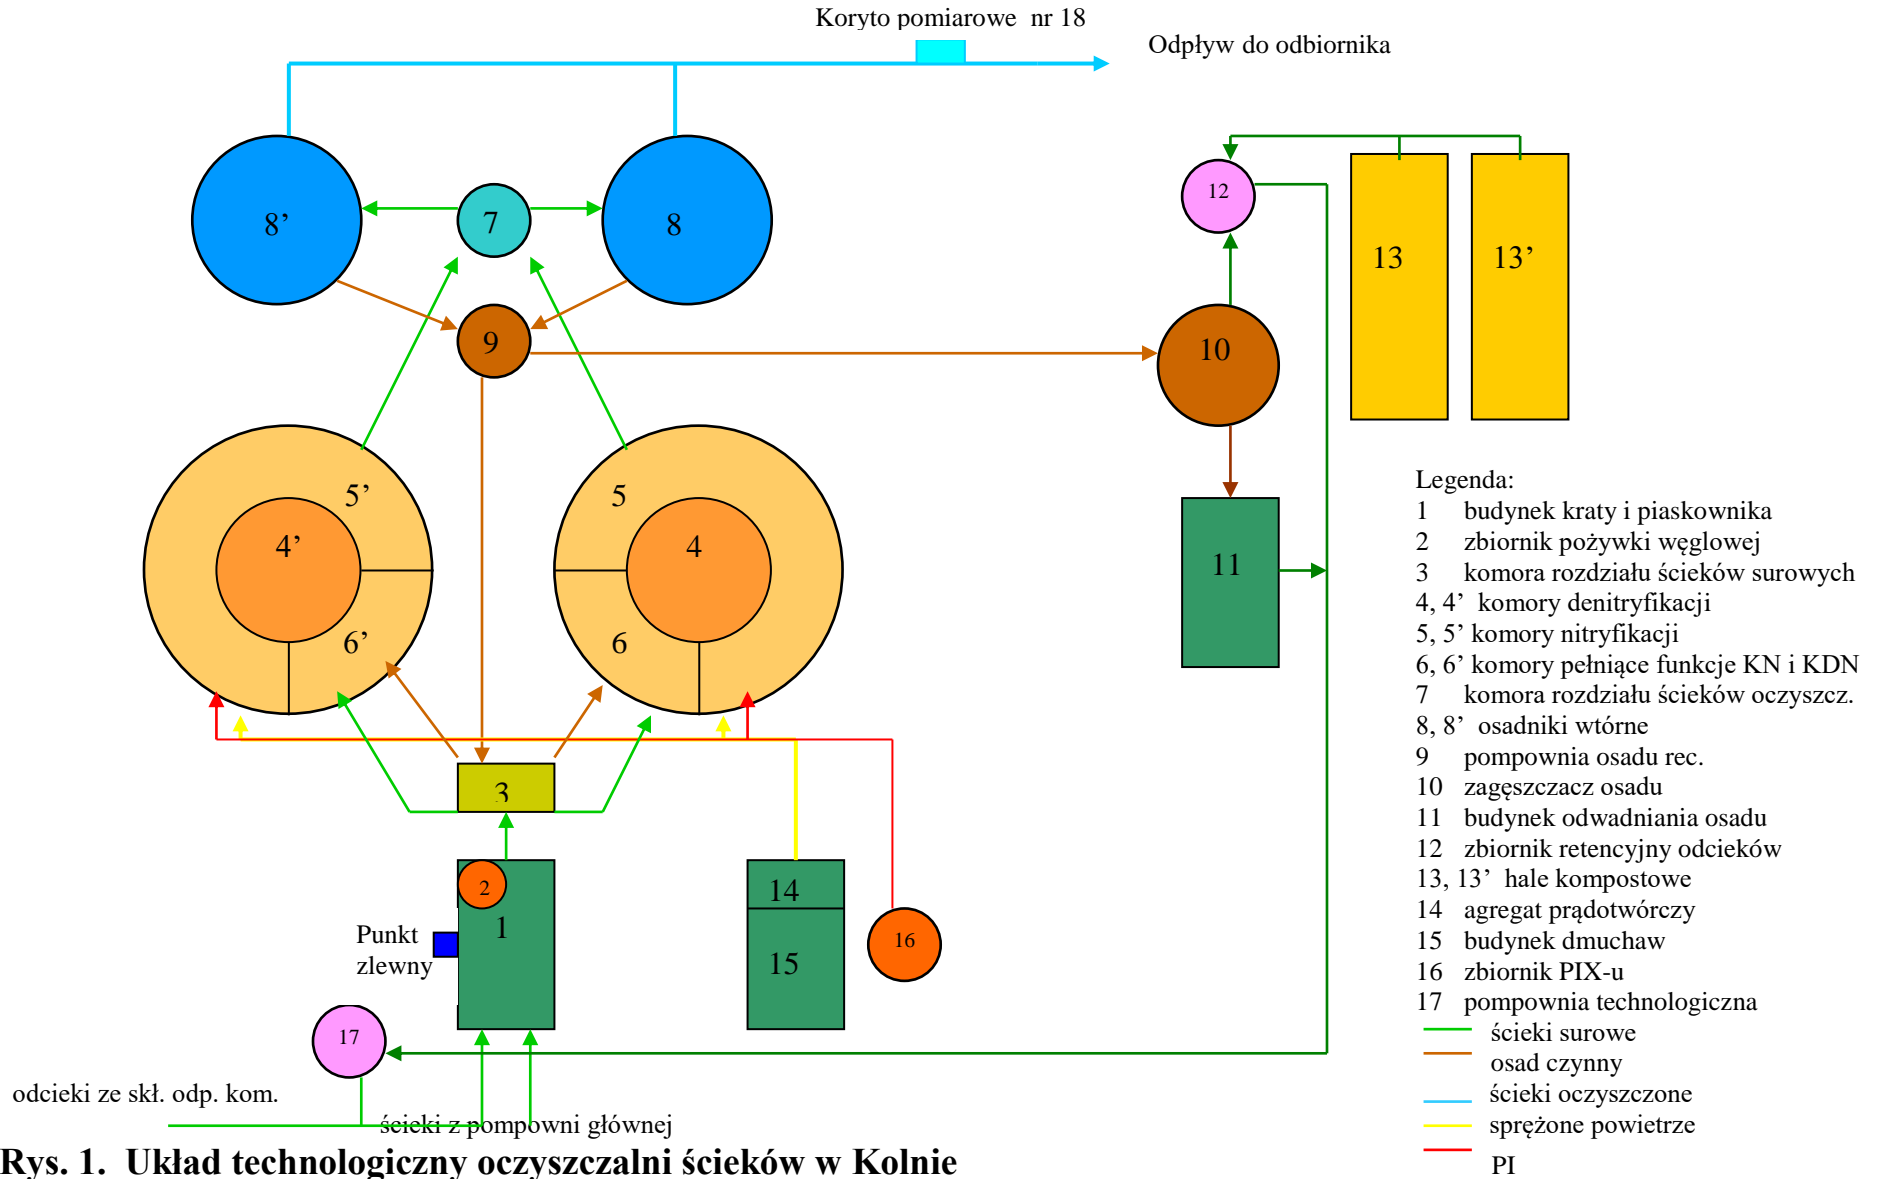 Koryto pomiarowe nr 18
Odpływ do odbiornika
8’
7
8
12
13
13’
9
10
5’
5
4’
4
6’
6
11
3
2
1
14
15
16
Punkt
zlewny
17
odcieki ze skł. odp. kom.
ścieki z pompowni głównej
Legenda:
1 budynek kraty i piaskownika
2 zbiornik pożywki węglowej
3 komora rozdziału ścieków surowych
4, 4’ komory denitryfikacji
5, 5’ komory nitryfikacji
6, 6’ komory pełniące funkcje KN i KDN
7 komora rozdziału ścieków oczyszcz.
8, 8’ osadniki wtórne
9 pompownia osadu rec.
10 zagęszczacz osadu
11 budynek odwadniania osadu
12 zbiornik retencyjny odcieków
13, 13’ hale kompostowe
14 agregat prądotwórczy
15 budynek dmuchaw
16 zbiornik PIX-u
17 pompownia technologiczna
ścieki surowe
osad czynny
ścieki oczyszczone
sprężone powietrze
PI
Rys. 1. Układ technologiczny oczyszczalni ścieków w Kolnie